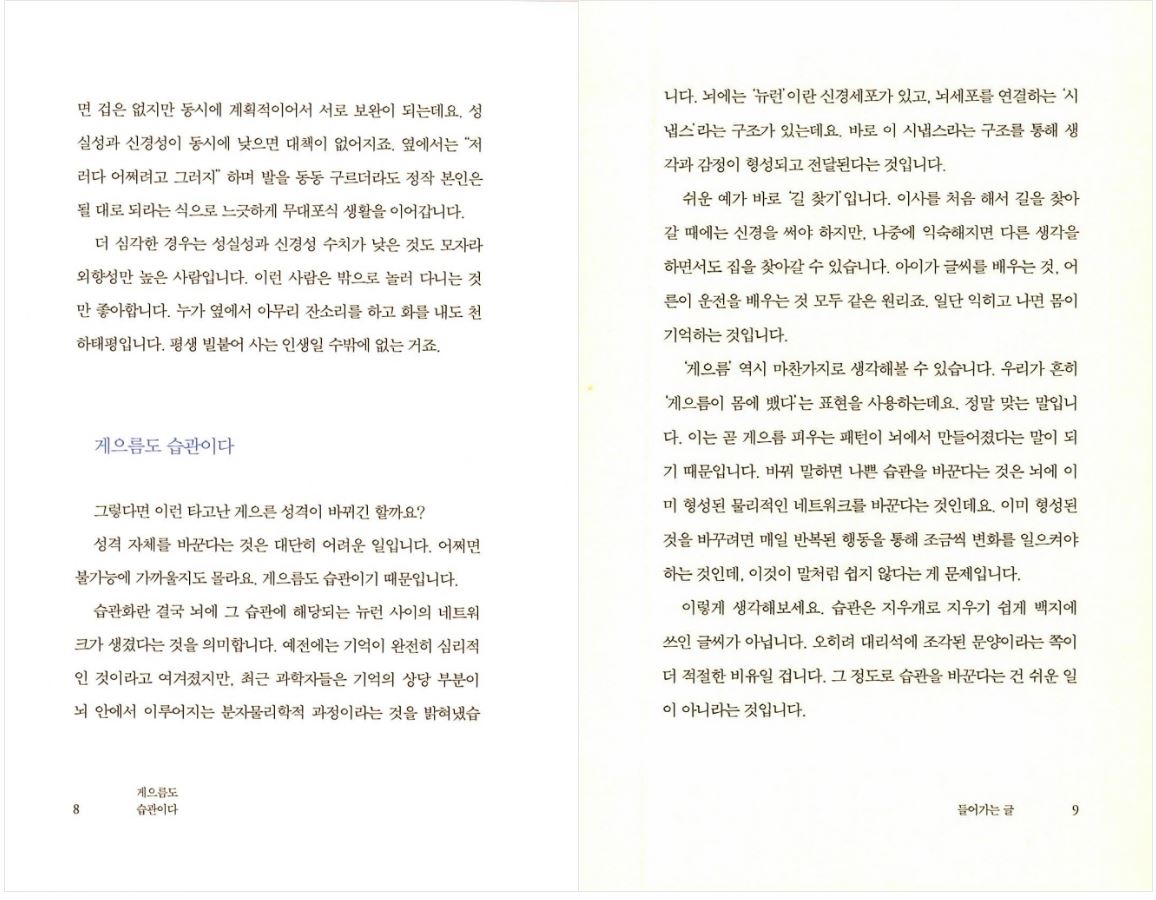 면 겁은 없지만 동시에 계획적이어서 서로 보완이 되는데요. 성
실성과 신경성이 동시에 낮으면 대책이 없어지죠. 옆에서는 “저
러다 어쩌려고 그러지” 하며 발을 동동 구르더라도 정작 본인은
될 대로 되라는 식으로 느긋하게 무대포식 생활을 이어갑니다.
더 심각한 경우는 성실성과 신경성 수치가 낮은 것도 모자라
외향성만 높은 사람입니다. 이런 사람은 밖으로 놀러 다니는 것
만 좋아합니다. 누가 옆에서 아무리 잔소리를 하고 화를 내도 천
하태평입니다. 평생 빌붙어 사는 인생일 수밖에 없는 거죠.
게으름도 습관이다
그렇다면 이런 타고난 게으른 성격이 바뀌긴 할까요?
성격 자체를 바꾼다는 것은 대단히 어려운 일입니다. 어쩌면
불가능에 가까울지도 몰라요. 게으름도 습관이기 때문입니다.
습관화란 결국 뇌에 그 습관에 해당되는 뉴런 사이의 네트워
크가 생겼다는 것을 의미합니다. 예전에는 기억이 완전히 심리적
인 것이라고 여겨졌지만, 최근 과학자들은 기억의 상당 부분이
뇌 안에서 이루어지는 분자물리학적 과정이라는 것을 밝혀냈습
8
게으름도
습관이다
니다. 뇌에는 ‘뉴런’이란 신경세포가 있고, 뇌세포를 연결하는 ‘시
냅스’라는 구조가 있는데요. 바로 이 시냅스라는 구조를 통해 생
각과 감정이 형성되고 전달된다는 것입니다.
쉬운 예가 바로 ‘길 찾기’입니다. 이사를 처음 해서 길을 찾아
갈 때에는 신경을 써야 하지만, 나중에 익숙해지면 다른 생각을
하면서도 집을 찾아갈 수 있습니다. 아이가 글씨를 배우는 것, 어
른이 운전을 배우는 것 모두 같은 원리죠. 일단 익히고 나면 몸이
기억하는 것입니다.
‘게으름’ 역시 마찬가지로 생각해볼 수 있습니다. 우리가 흔히
‘게으름이 몸에 뱄다’는 표현을 사용하는데요. 정말 맞는 말입니
다. 이는 곧 게으름 피우는 패턴이 뇌에서 만들어졌다는 말이 되
기 때문입니다. 바꿔 말하면 나쁜 습관을 바꾼다는 것은 뇌에 이
미 형성된 물리적인 네트워크를 바꾼다는 것인데요. 이미 형성된
것을 바꾸려면 매일 반복된 행동을 통해 조금씩 변화를 일으켜야
하는 것인데, 이것이 말처럼 쉽지 않다는 게 문제입니다.
이렇게 생각해보세요. 습관은 지우개로 지우기 쉽게 백지에
쓰인 글씨가 아닙니다. 오히려 대리석에 조각된 문양이라는 쪽이
더 적절한 비유일 겁니다. 그 정도로 습관을 바꾼다는 건 쉬운 일
이 아니라는 것입니다.
들어가는 글
9